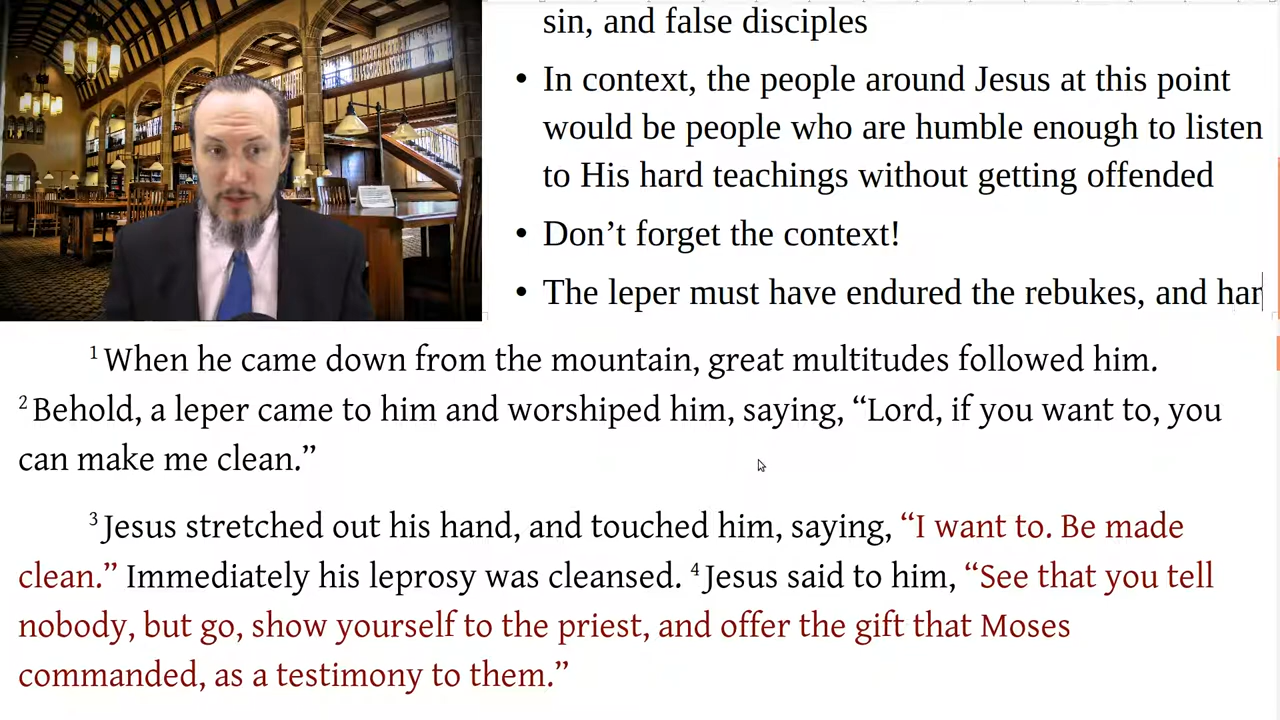 sin, and false disciples
• In context, the people around Jesus at this point
would be people who are humble enough to listen
to His hard teachings without getting offended
• Don’t forget the context!
• The leper must have endured the rebukes, and har
1 When he came down from the mountain, great multitudes followed him.
2 Behold, a leper came to him and worshiped him, saying, “Lord, if you want to, you
can make me clean.”
3 Jesus stretched out his hand, and touched him, saying, “I want to. Be made
clean.” Immediately his leprosy was cleansed. 4 Jesus said to him, “See that you tell
nobody, but go, show yourself to the priest, and offer the gift that Moses
commanded, as a testimony to them.”